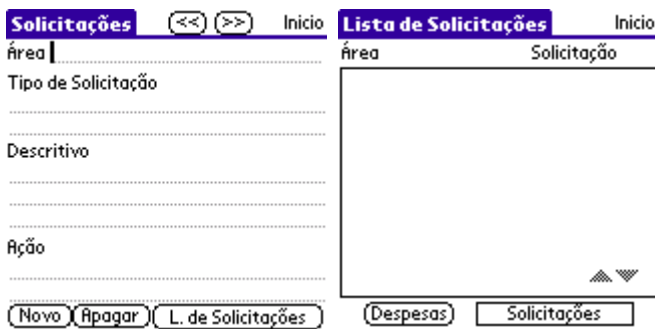 Solicitações (<<) (>>) Inicio
Área
Tipo de Solicitação
Descritivo
Ação
Novo Apagar L. de Solicitações
Lista de Solicitações Inicio
Área Solicitação
Despesas Solicitações